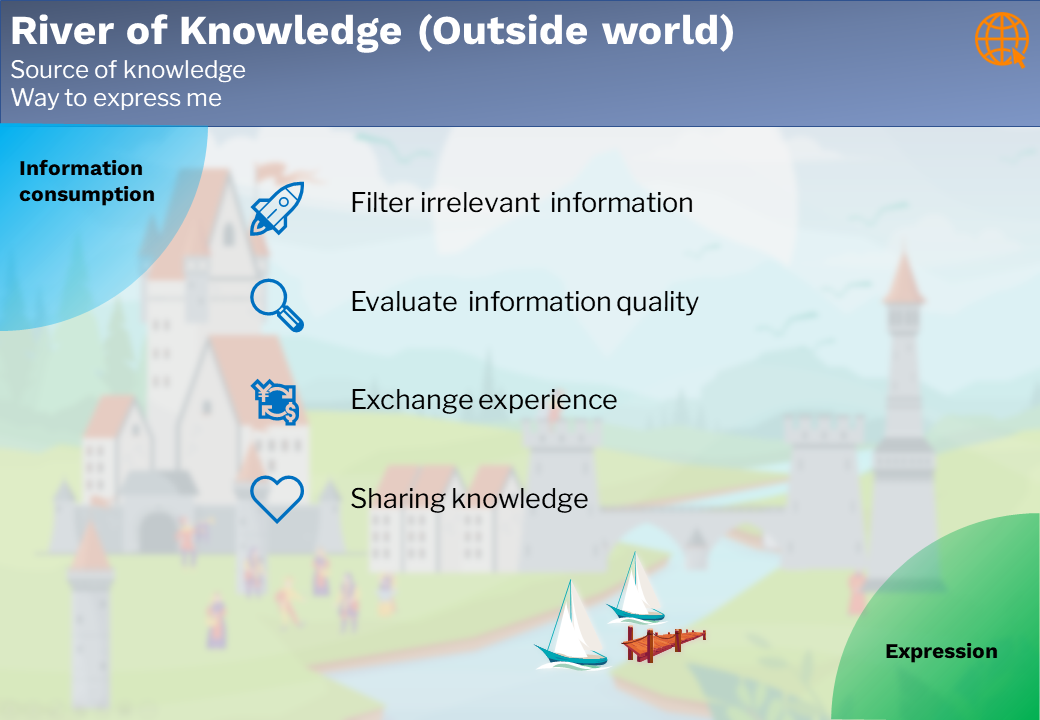 River of Knowledge (Outside world)
Source of knowledge
Way to express me
Information
consumption
Filter irrelevant information
Evaluate information quality
Exchange experience
Sharing knowledge
Expression